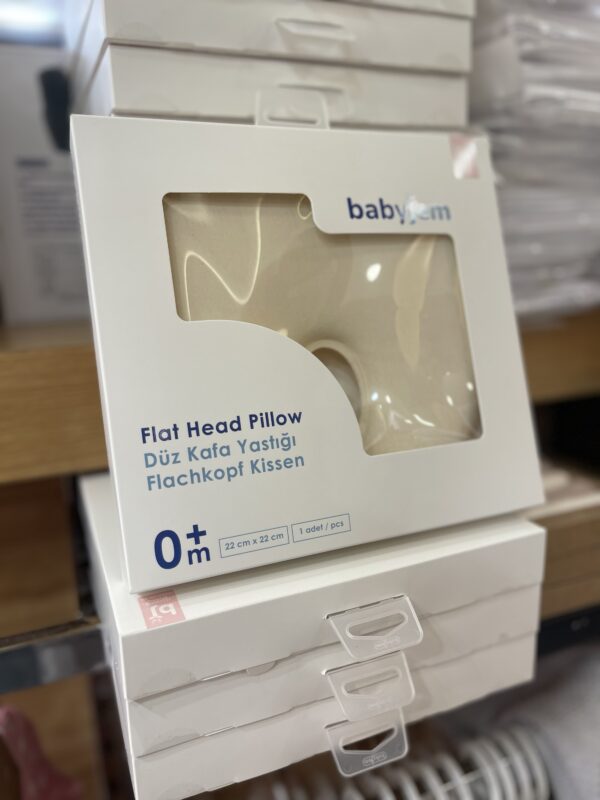 babyjem
Flat Head Pillow
Düz Kafa Yastığı
Flachkopf Kissen
0+
m
22 cm x 22 cm
1 adet / pcs